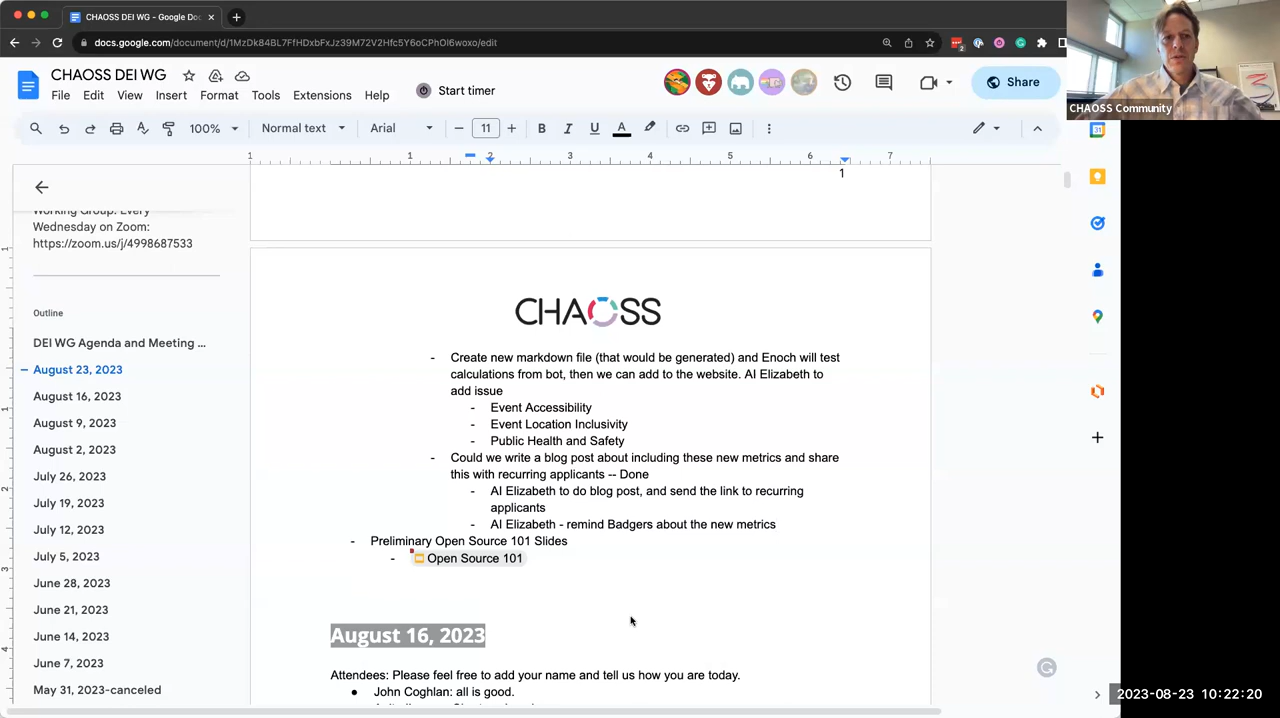 CHAOSS DEI WG - Google Doc
docs.google.com/document/d/1MzDk84BL7FfHDxbFxJz39M72V2Hfc5Y6oCPhOl6woxo/edit
CHAOSS DEI WG
File Edit View Insert Format Tools Extensions Help
Start timer
Share
CHAOSS Community
100% Normal text Arial 11
1 1 2 3 4 5 6 7
1
Working Group: Every
Wednesday on Zoom:
https://zoom.us/j/4998687533
Outline
DEI WG Agenda and Meeting ...
August 23, 2023
August 16, 2023
August 9, 2023
August 2, 2023
July 26, 2023
July 19, 2023
July 12, 2023
July 5, 2023
June 28, 2023
June 21, 2023
June 14, 2023
June 7, 2023
May 31, 2023-canceled
CHAOSS
- Create new markdown file (that would be generated) and Enoch will test
calculations from bot, then we can add to the website. AI Elizabeth to
add issue
- Event Accessibility
- Event Location Inclusivity
- Public Health and Safety
- Could we write a blog post about including these new metrics and share
this with recurring applicants -- Done
- AI Elizabeth to do blog post, and send the link to recurring
applicants
- AI Elizabeth - remind Badgers about the new metrics
- Preliminary Open Source 101 Slides
- Open Source 101
August 16, 2023
Attendees: Please feel free to add your name and tell us how you are today.
● John Coghlan: all is good.
2023-08-23 10:22:20